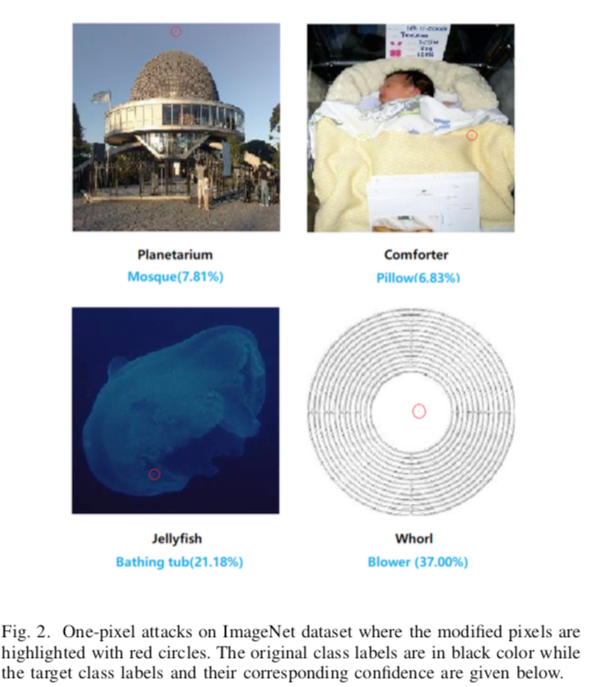 Planetarium
Mosque(7.81%)
Comforter
Pillow(6.83%)
Jellyfish
Bathing tub(21.18%)
Whorl
Blower (37.00%)
Fig. 2. One-pixel attacks on ImageNet dataset where the modified pixels are
highlighted with red circles. The original class labels are in black color while
the target class labels and their corresponding confidence are given below.